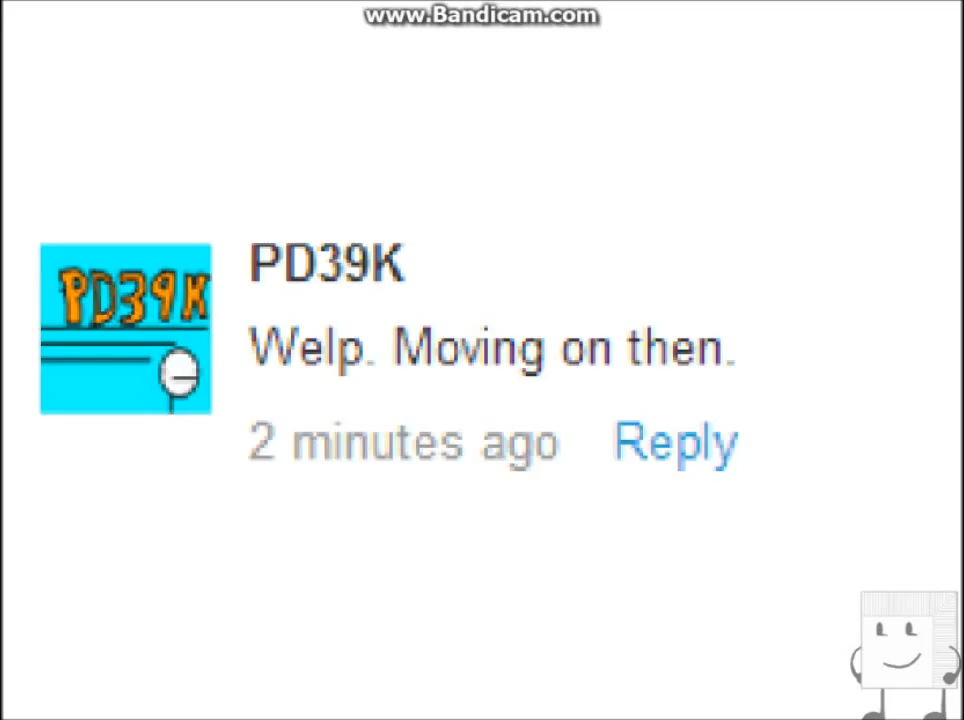 www.Bandicam.com
PD39K
PD39K
Welp. Moving on then.
2 minutes ago Reply